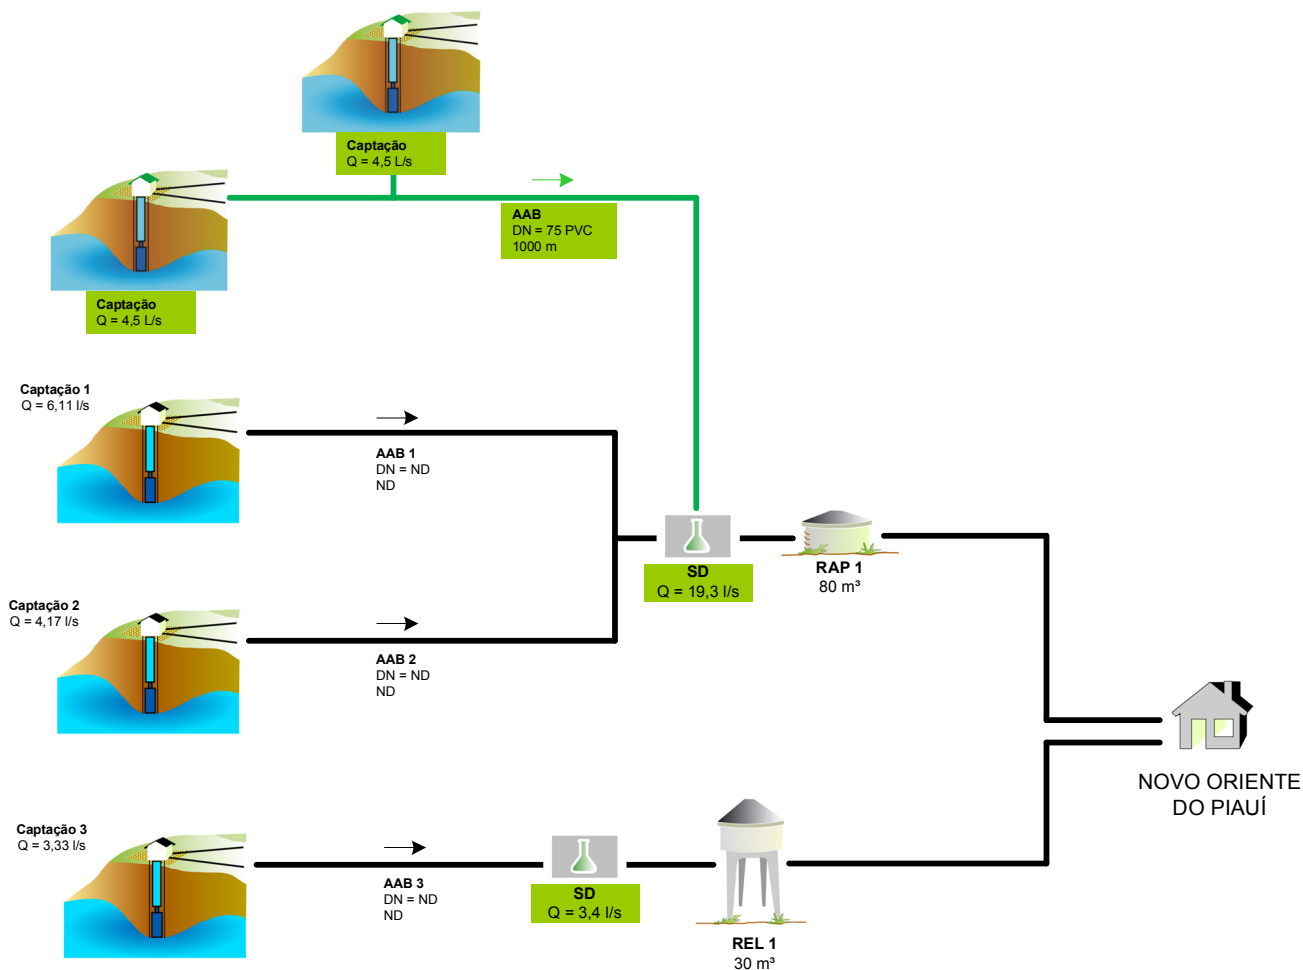 Captação
Q = 4,5 L/s
AAB
DN = 75 PVC
1000 m
Captação
Q = 4,5 L/s
Captação 1
Q = 6,11 l/s
AAB 1
DN = ND
ND
SD
Q = 19,3 l/s
RAP 1
80 m³
Captação 2
Q = 4,17 l/s
AAB 2
DN = ND
ND
NOVO ORIENTE
DO PIAUÍ
Captação 3
Q = 3,33 l/s
AAB 3
DN = ND
ND
SD
Q = 3,4 l/s
REL 1
30 m³